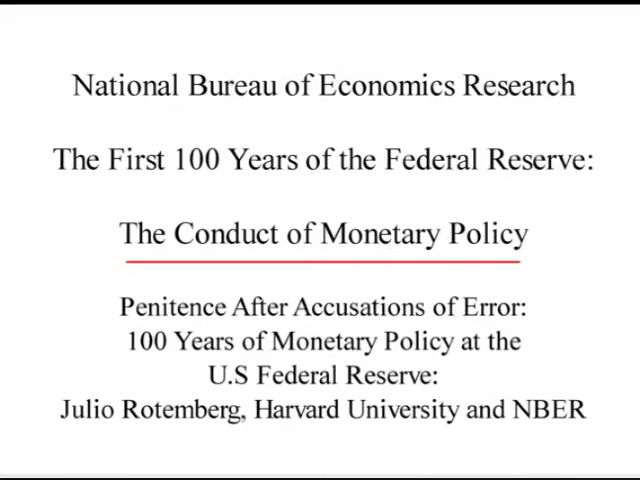 National Bureau of Economics Research
The First 100 Years of the Federal Reserve:
The Conduct of Monetary Policy
Penitence After Accusations of Error:
100 Years of Monetary Policy at the
U.S Federal Reserve:
Julio Rotemberg, Harvard University and NBER